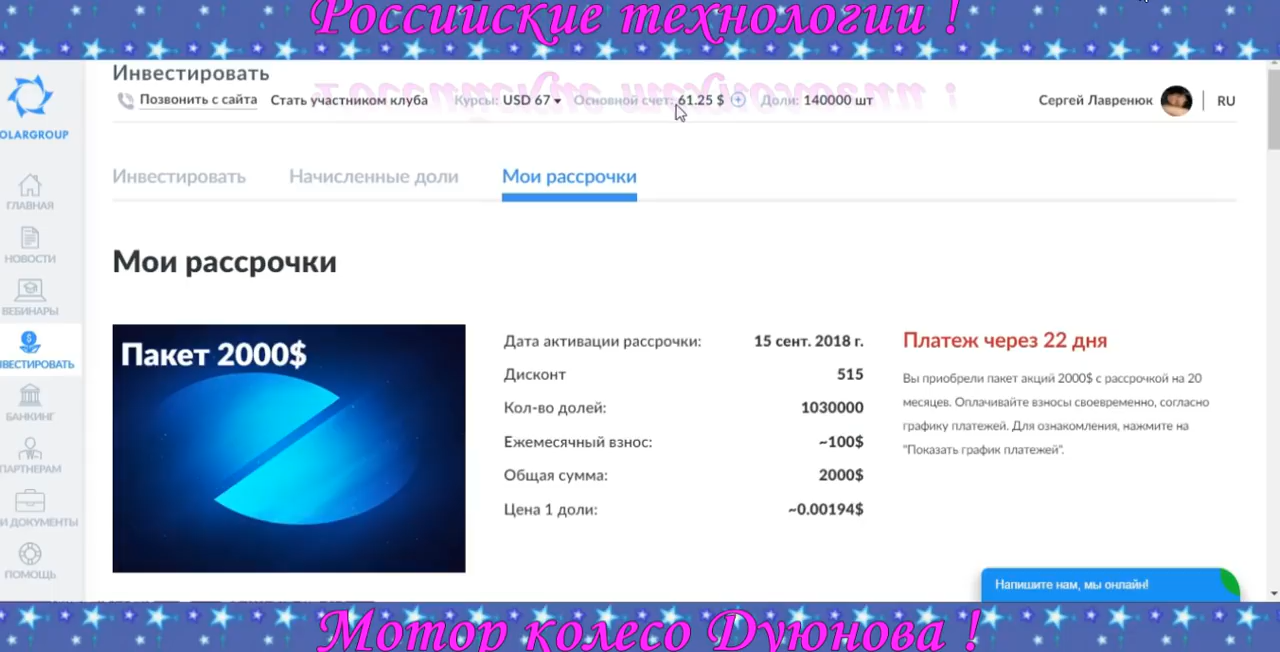 Российские технологии !
Инвестировать
Позвонить с сайта Стать участником клуба Курсы: USD 67 Основной счет: 61.25 $ Доли: 140000 шт Сергей Лавренюк RU
OLARGROUP
Инвестировать Начисленные доли Мои рассрочки
ГЛАВНАЯ
НОВОСТИ
ВЕБИНАРЫ
НВЕСТИРОВАТЬ
БАНКИНГ
ПАРТНЕРАМ
И ДОКУМЕНТЫ
ПОМОЩЬ
Мои рассрочки
Пакет 2000$
Дата активации рассрочки: 15 сент. 2018 г.
Дисконт 515
Кол-во долей: 1030000
Ежемесячный взнос: ~100$
Общая сумма: 2000$
Цена 1 доли: ~0.00194$
Платеж через 22 дня
Вы приобрели пакет акций 2000$ с рассрочкой на 20
месяцев. Оплачивайте взносы своевременно, согласно
графику платежей. Для ознакомления, нажмите на
"Показать график платежей".
Напишите нам, мы онлайн!
Мотор колесо Дуюнова !